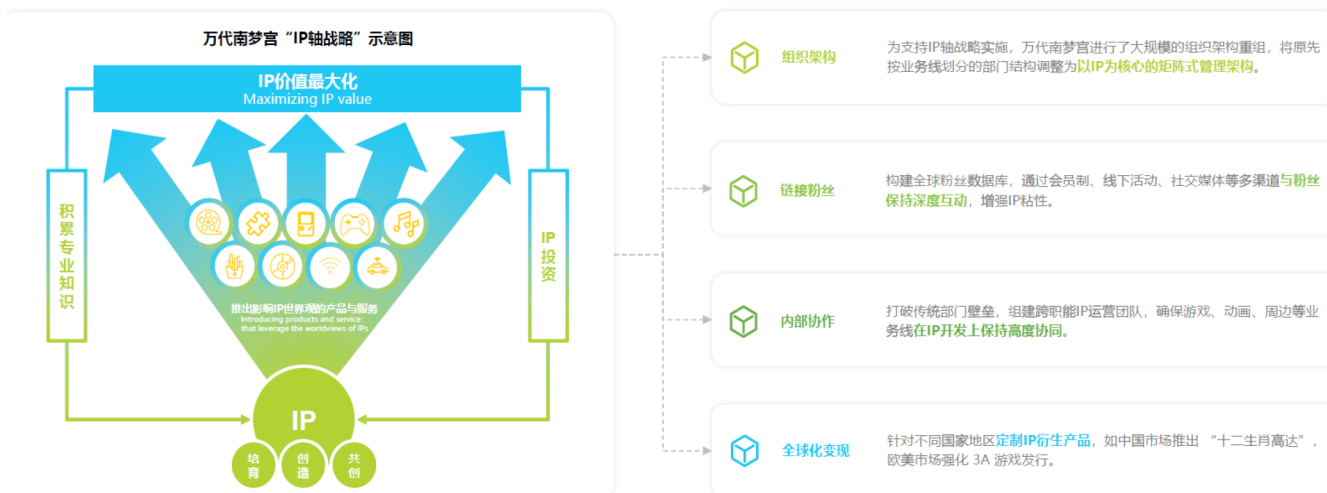 万代南梦宫“IP轴战略”示意图
IP价值最大化
Maximizing IP value
积累专业知识
IP投资
推出影响IP世界观的产品与服务
Introducing products and service:
that leverage the worldviews of IPs
IP
培育
创造
共创
组织架构
为支持IP轴战略实施，万代南梦宫进行了大规模的组织架构重组，将原先
按业务线划分的部门结构调整为以IP为核心的矩阵式管理架构。
链接粉丝
构建全球粉丝数据库，通过会员制、线下活动、社交媒体等多渠道与粉丝
保持深度互动，增强IP粘性。
内部协作
打破传统部门壁垒，组建跨职能IP运营团队，确保游戏、动画、周边等业
务线在IP开发上保持高度协同。
全球化变现
针对不同国家地区定制IP衍生产品，如中国市场推出 “十二生肖高达”，
欧美市场强化 3A 游戏发行。